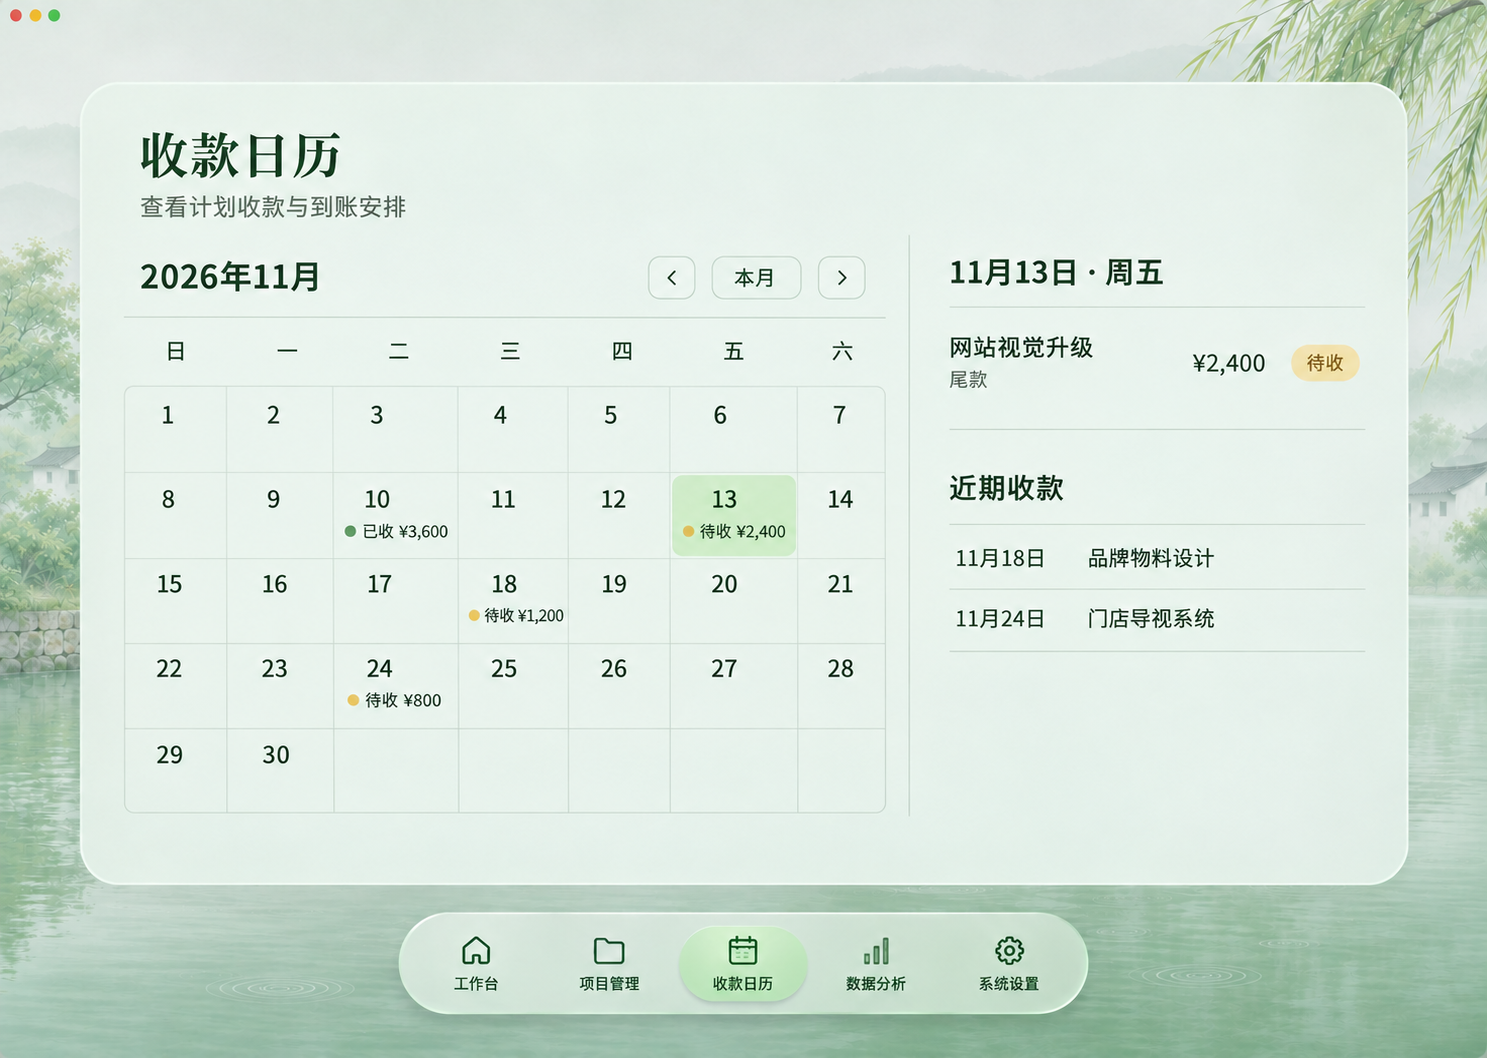 收款日历
查看计划收款与到账安排
2026年11月
本月
日 一 二 三 四 五 六
1 2 3 4 5 6 7
8 9 10 11 12 13 14
已收 ¥3,600 待收 ¥2,400
15 16 17 18 19 20 21
待收 ¥1,200
22 23 24 25 26 27 28
待收 ¥800
29 30
11月13日 · 周五
网站视觉升级
尾款
¥2,400 待收
近期收款
11月18日 品牌物料设计
11月24日 门店导视系统
工作台 项目管理 收款日历 数据分析 系统设置